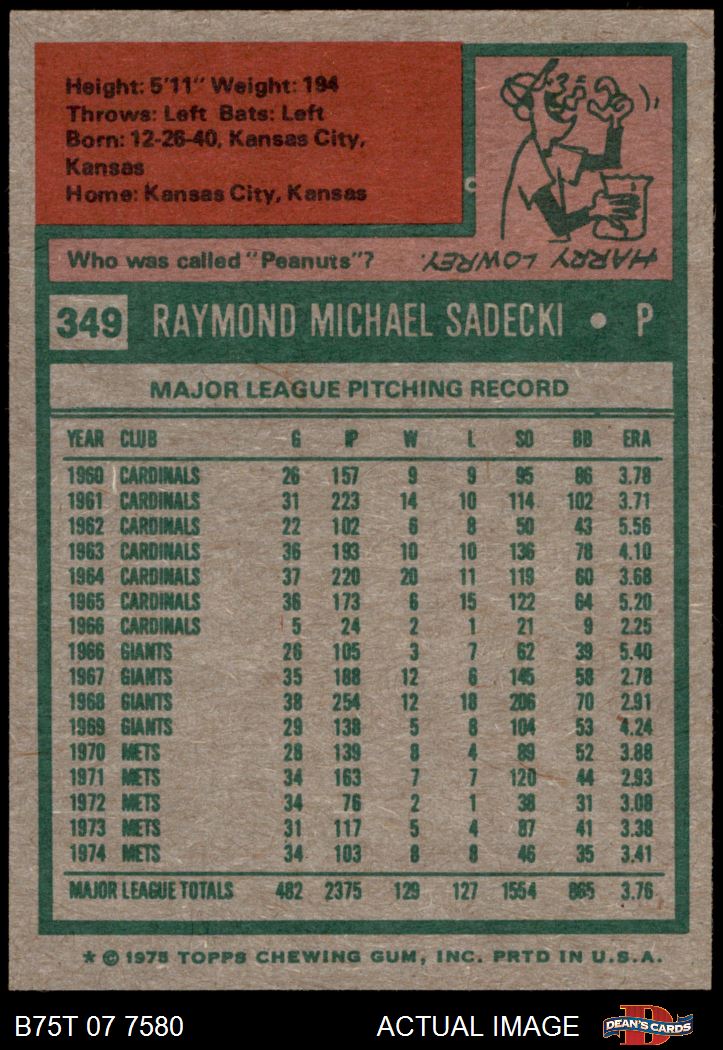 Height: 5'11" Weight: 194
Throws: Left Bats: Left
Born: 12-26-40, Kansas City,
Kansas
Home: Kansas City, Kansas
Who was called "Peanuts"?
HARRY LOWREY.
349 RAYMOND MICHAEL SADECKI • P
MAJOR LEAGUE PITCHING RECORD
YEAR CLUB G IP W L SO BB ERA
1960 CARDINALS 26 157 9 9 95 86 3.78
1961 CARDINALS 31 223 14 10 114 102 3.71
1962 CARDINALS 22 102 6 8 50 43 5.56
1963 CARDINALS 36 193 10 10 136 78 4.10
1964 CARDINALS 37 220 20 11 119 60 3.68
1965 CARDINALS 36 173 6 15 122 64 5.20
1966 CARDINALS 5 24 2 1 21 9 2.25
1966 GIANTS 26 105 3 7 62 39 5.40
1967 GIANTS 35 188 12 6 145 58 2.78
1968 GIANTS 38 254 12 18 206 70 2.91
1969 GIANTS 29 138 5 8 104 53 4.24
1970 METS 28 139 8 4 89 52 3.88
1971 METS 34 163 7 7 120 44 2.93
1972 METS 34 76 2 1 38 31 3.08
1973 METS 31 117 5 4 87 41 3.38
1974 METS 34 103 8 8 46 35 3.41
MAJOR LEAGUE TOTALS 482 2375 129 127 1554 865 3.76
* © 1975 TOPPS CHEWING GUM, INC. PRTD IN U.S.A.
B75T 07 7580 ACTUAL IMAGE DEAN'S CARDS